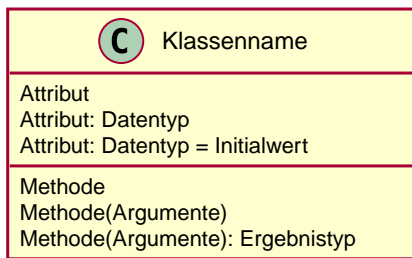 C Klassenname
Attribut
Attribut: Datentyp
Attribut: Datentyp = Initialwert
Methode
Methode(Argumente)
Methode(Argumente): Ergebnistyp